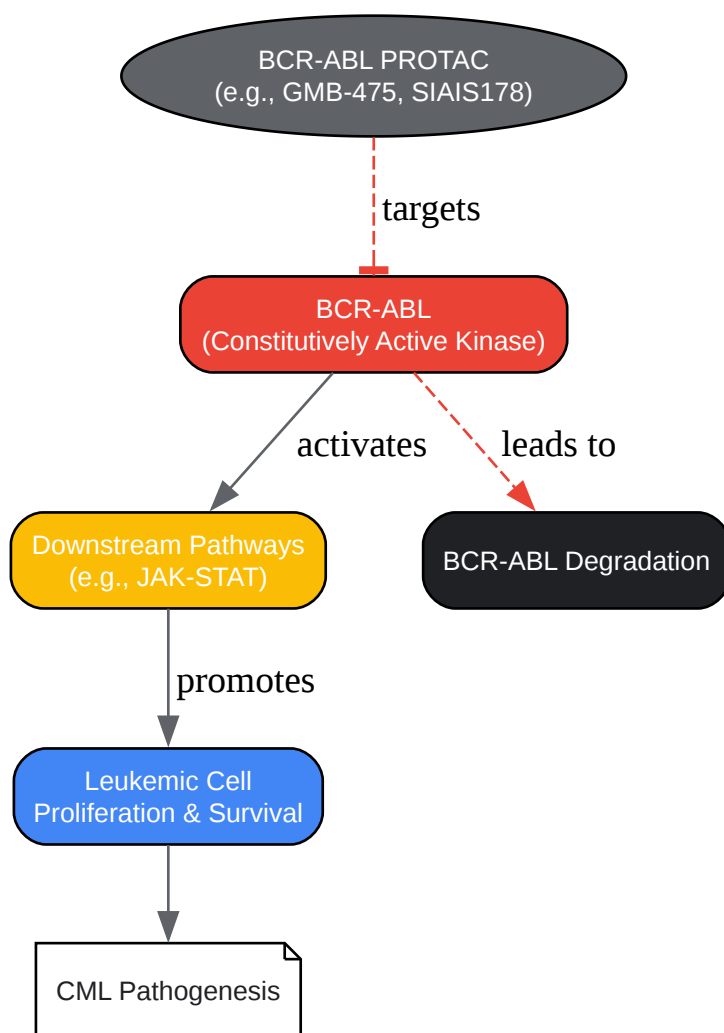 BCR-ABL PROTAC
(e.g., GMB-475, SIAIS178)
targets
BCR-ABL
(Constitutively Active Kinase)
activates
leads to
Downstream Pathways
(e.g., JAK-STAT)
BCR-ABL Degradation
promotes
Leukemic Cell
Proliferation & Survival
CML Pathogenesis